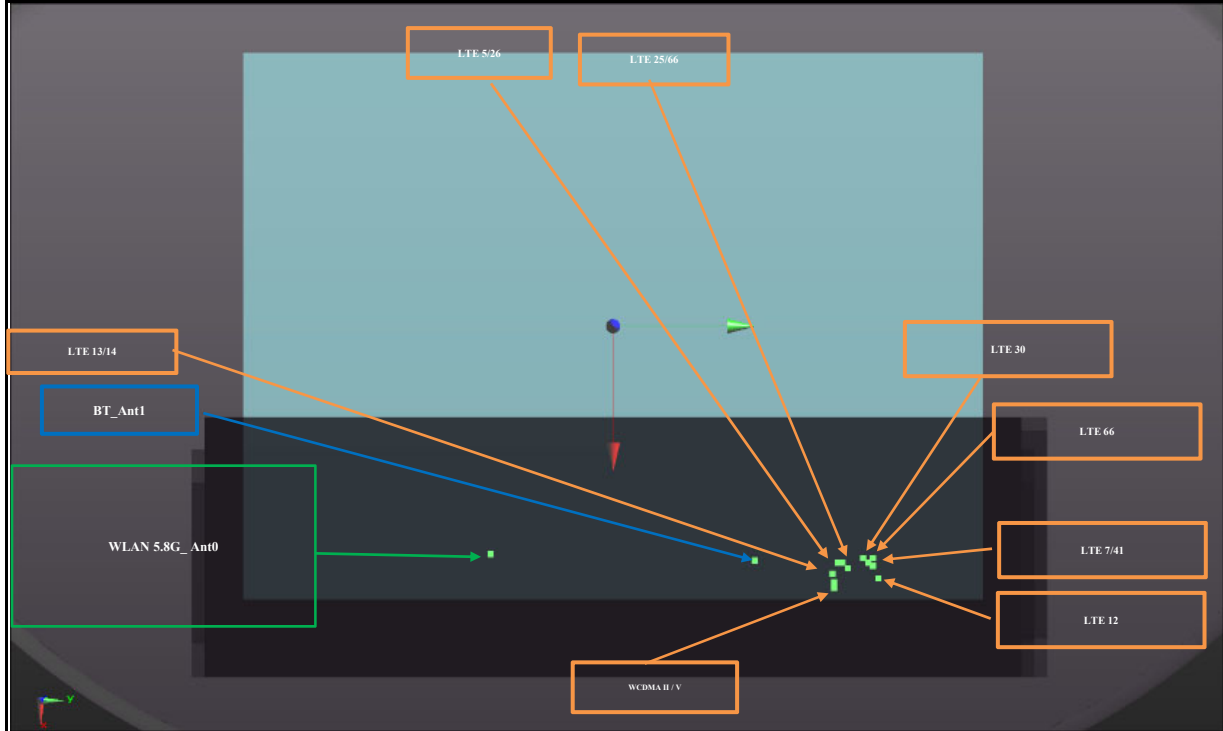 LTE 5/26
LTE 25/66
LTE 13/14
LTE 30
BT_Ant1
LTE 66
WLAN 5.8G_ Ant0
LTE 7/41
LTE 12
WCDMA II / V
Y
X